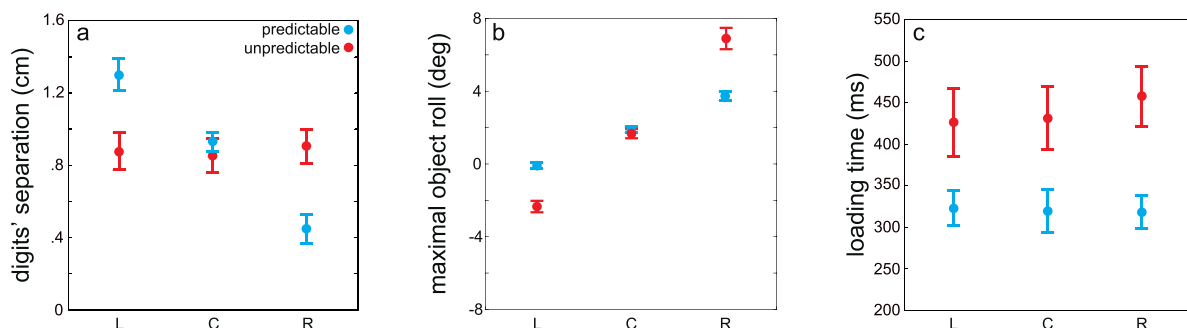 a
predictable
unpredictable
digits' separation (cm)
1.6
1.2
.8
.4
0
L C R
b
maximal object roll (deg)
8
4
0
-4
-8
L C R
c
loading time (ms)
550
500
450
400
350
300
250
200
L C R